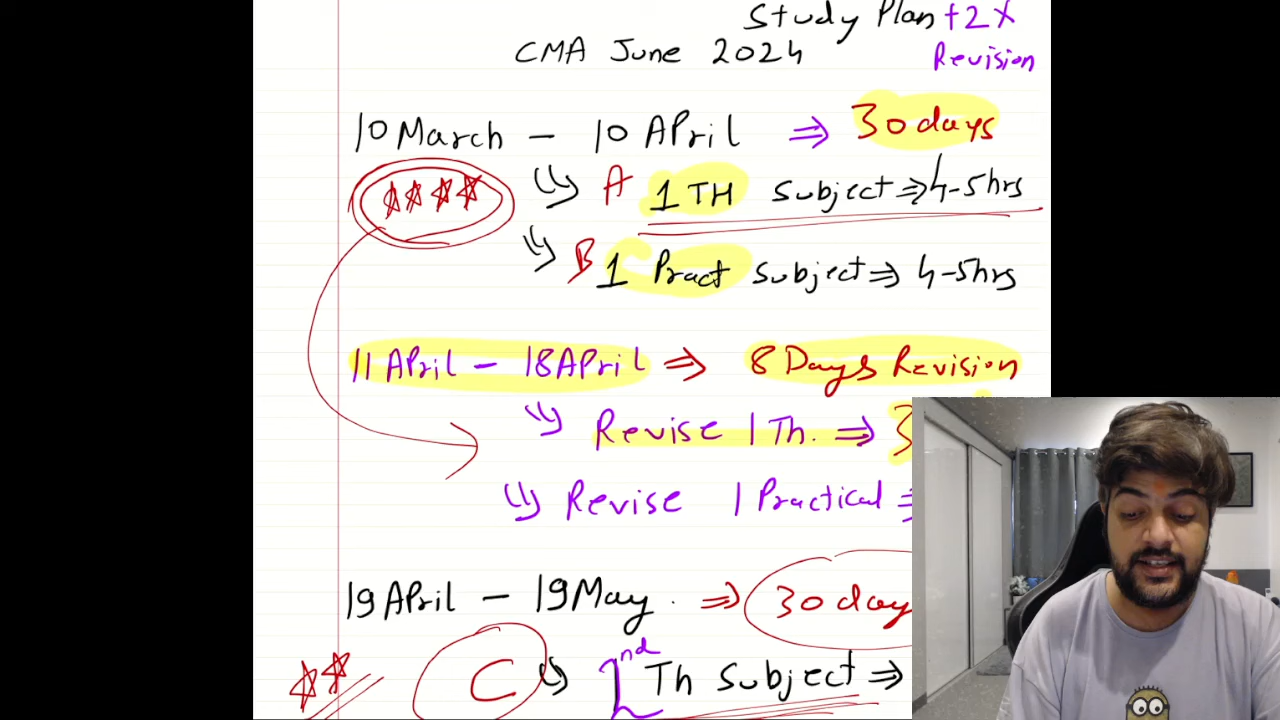 Study Plan +2X
CMA June 2024 Revision
10 March - 10 April ⇒ 30 days
A 1 TH Subject ⇒ 4-5hrs
B 1 Pract Subject ⇒ 4-5hrs
11 April - 18 April ⇒ 8 Days Revision
Revise 1 Th. ⇒ 3
Revise 1 Practical ⇒
19 April - 19 May. ⇒ 30 day
C 2nd Th Subject ⇒